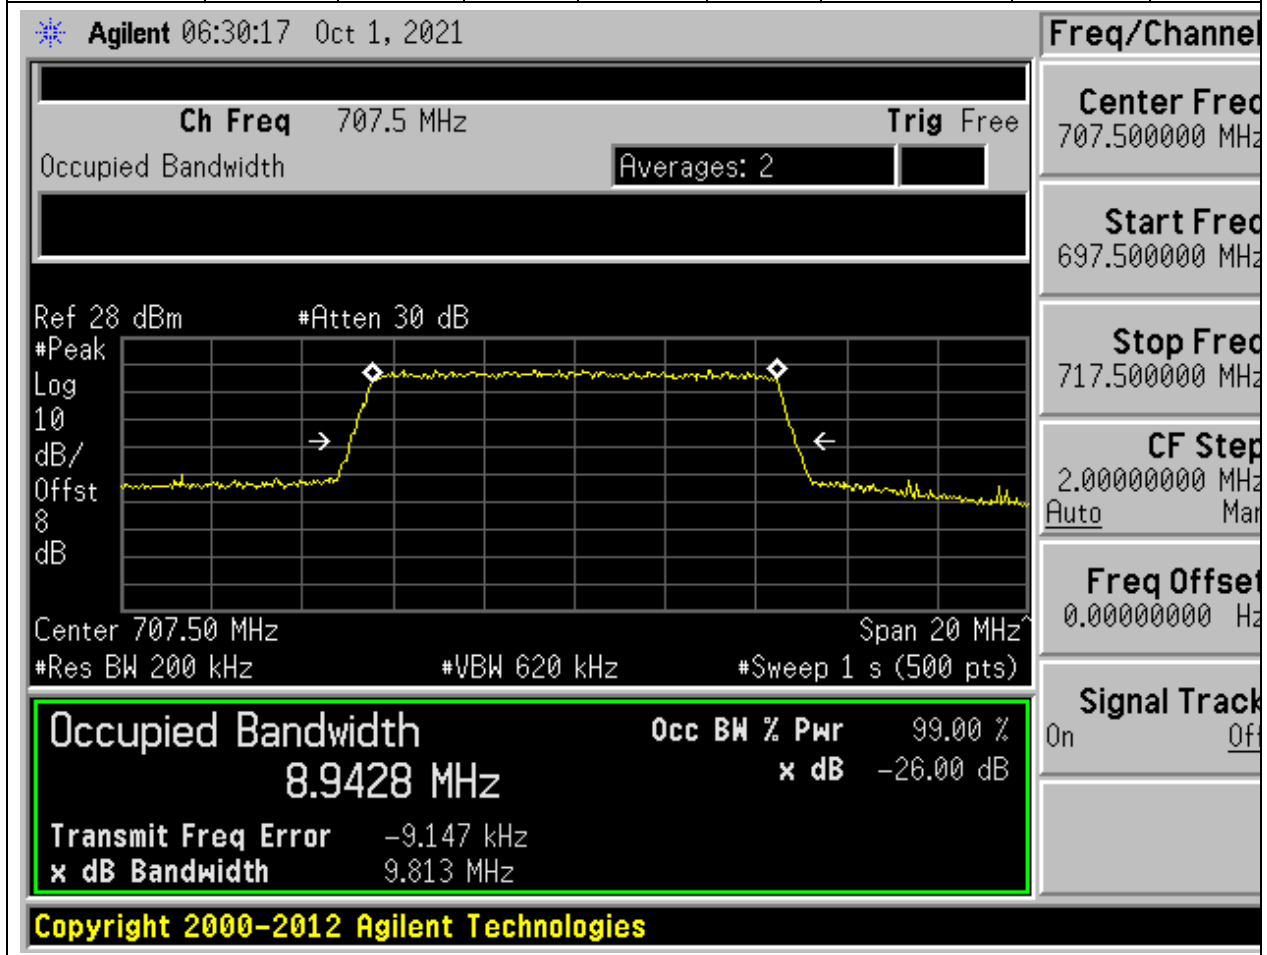 Agilent 06:30:17 Oct 1, 2021
Freq/Channel
Ch Freq 707.5 MHz Trig Free
Occupied Bandwidth Averages: 2
Center Freq
707.500000 MHz
Start Freq
697.500000 MHz
Stop Freq
717.500000 MHz
CF Step
2.00000000 MHz
Auto Man
Freq Offset
0.00000000 Hz
Signal Track
On Off
Ref 28 dBm #Atten 30 dB
#Peak
Log
10
dB/
Offst
8
dB
Center 707.50 MHz Span 20 MHz^
#Res BW 200 kHz #VBW 620 kHz #Sweep 1 s (500 pts)
Occupied Bandwidth Occ BW % Pwr 99.00 %
8.9428 MHz x dB -26.00 dB
Transmit Freq Error -9.147 kHz
x dB Bandwidth 9.813 MHz
Copyright 2000-2012 Agilent Technologies